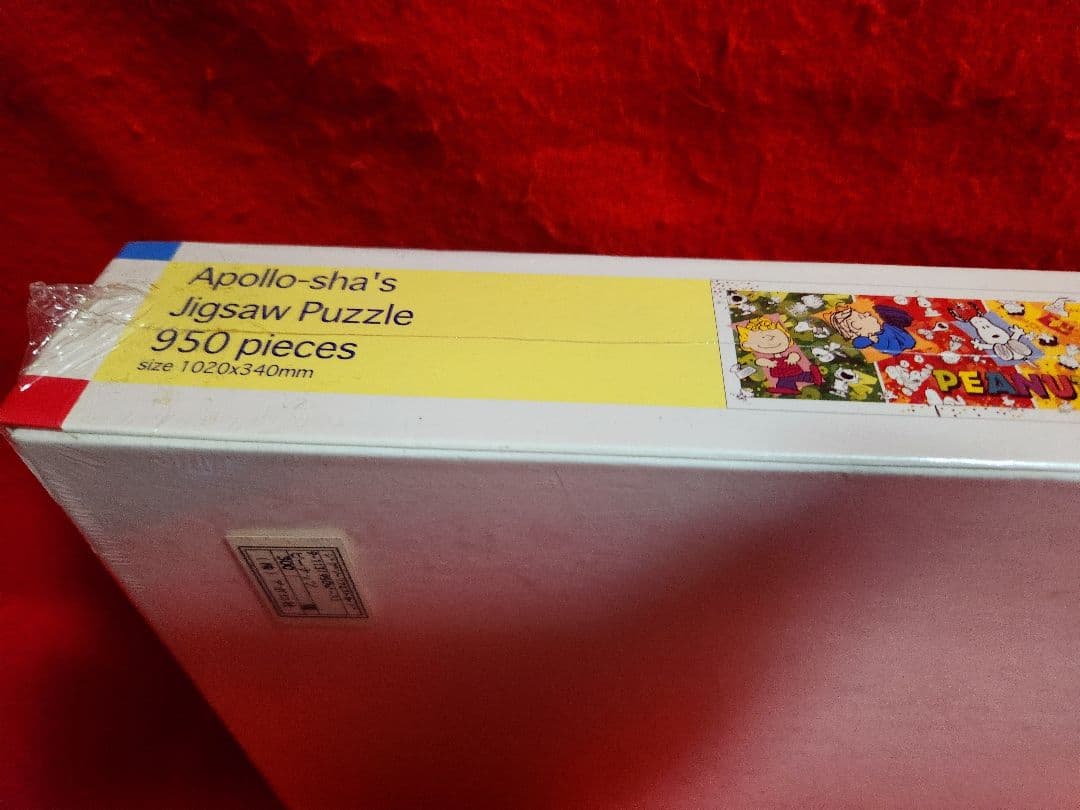 Apollo-sha's
Jigsaw Puzzle
950 pieces
size 1020x340mm
PEANU